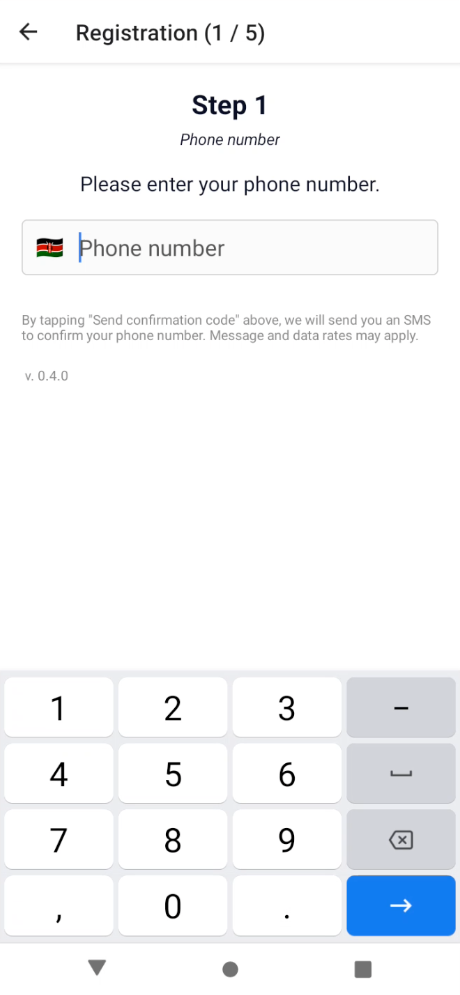 Registration (1 / 5)
Step 1
Phone number
Please enter your phone number.
Phone number
By tapping "Send confirmation code" above, we will send you an SMS
to confirm your phone number. Message and data rates may apply.
v. 0.4.0
1 2 3 –
4 5 6
7 8 9
, 0 .